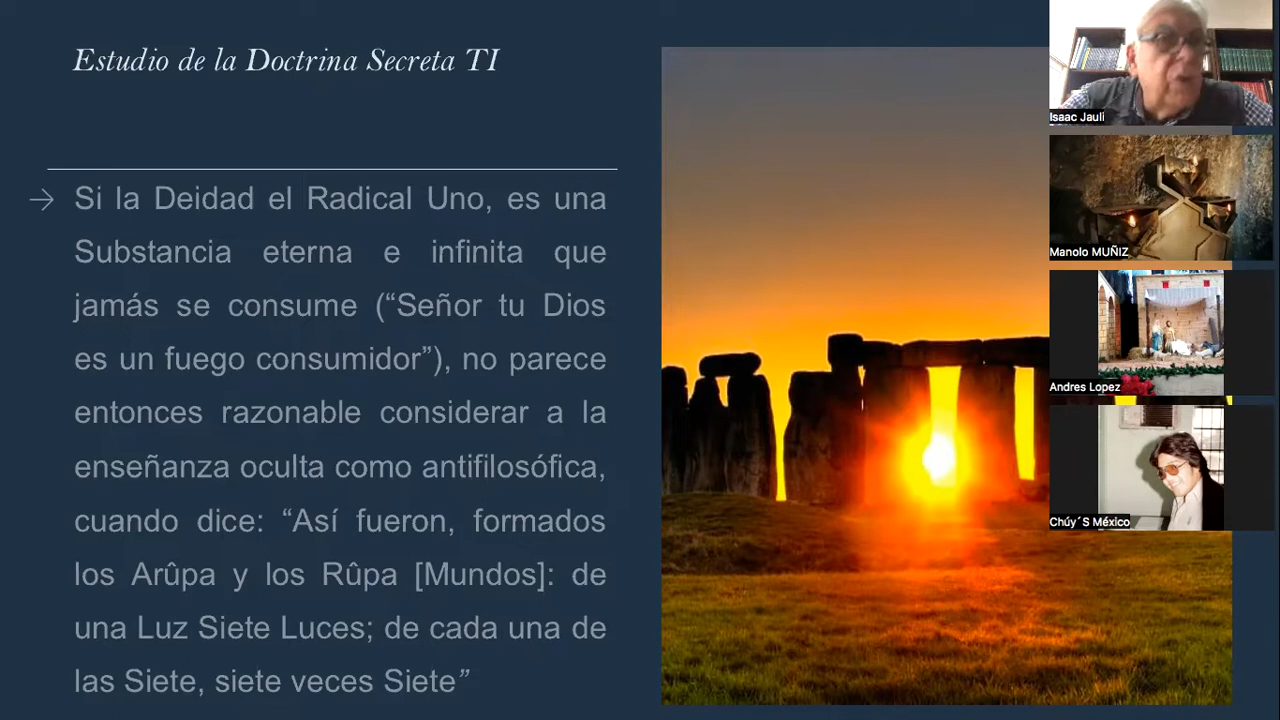 Estudio de la Doctrina Secreta TI
→ Si la Deidad el Radical Uno, es una
Substancia eterna e infinita que
jamás se consume (“Señor tu Dios
es un fuego consumidor”), no parece
entonces razonable considerar a la
enseñanza oculta como antifilosófica,
cuando dice: “Así fueron, formados
los Arûpa y los Rûpa [Mundos]: de
una Luz Siete Luces; de cada una de
las Siete, siete veces Siete”
Isaac Jauli
Manolo MUÑIZ
Andres Lopez
Chúy´S México